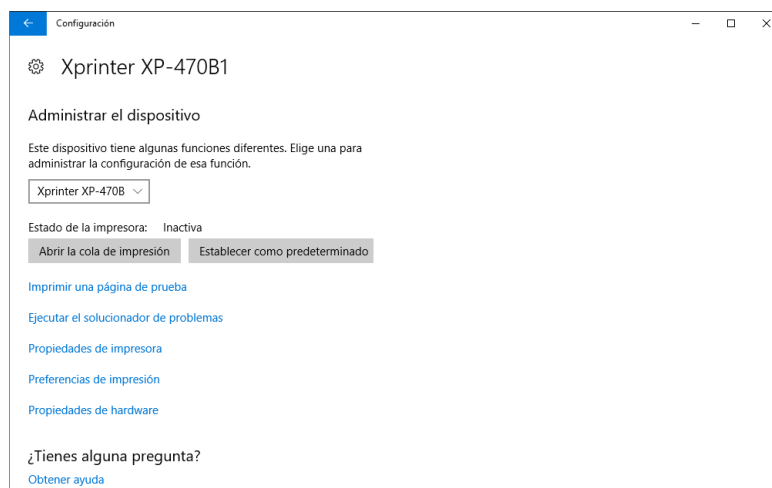 Configuración
Xprinter XP-470B1
Administrar el dispositivo
Este dispositivo tiene algunas funciones diferentes. Elige una para
administrar la configuración de esa función.
Xprinter XP-470B
Estado de la impresora: Inactiva
Abrir la cola de impresión Establecer como predeterminado
Imprimir una página de prueba
Ejecutar el solucionador de problemas
Propiedades de impresora
Preferencias de impresión
Propiedades de hardware
¿Tienes alguna pregunta?
Obtener ayuda